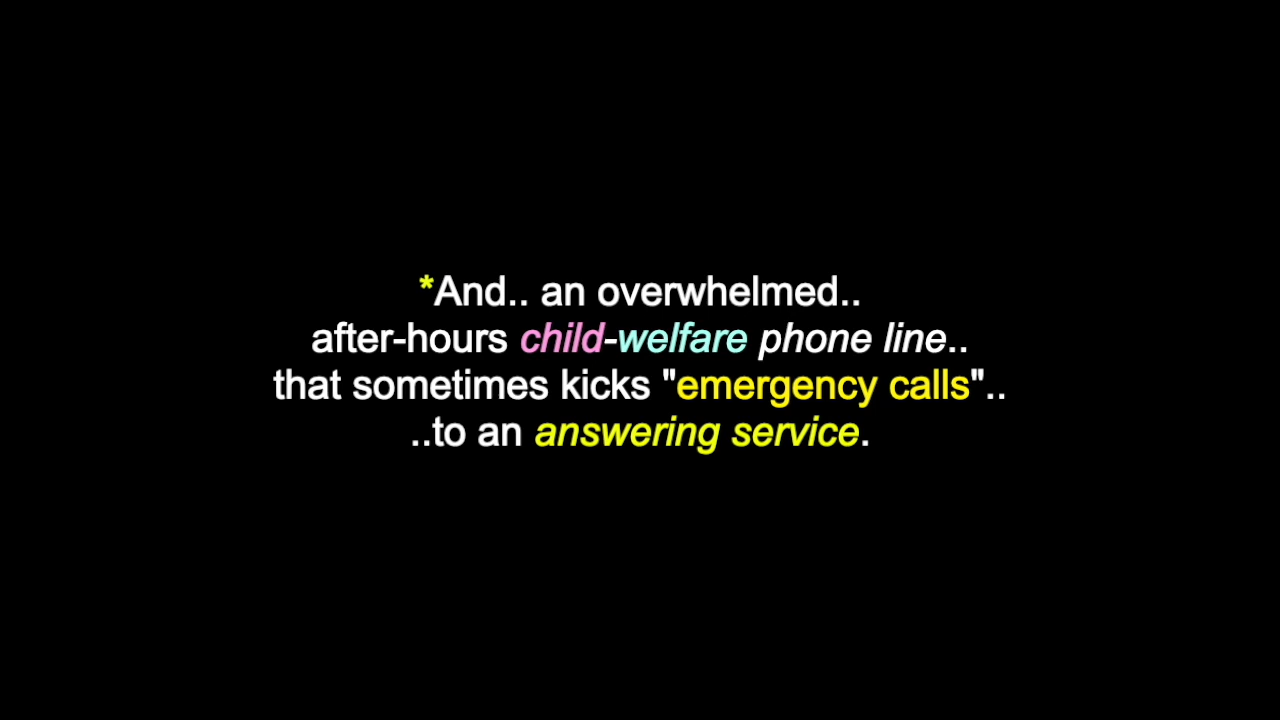 *And.. an overwhelmed..
after-hours child-welfare phone line..
that sometimes kicks "emergency calls"..
..to an answering service.